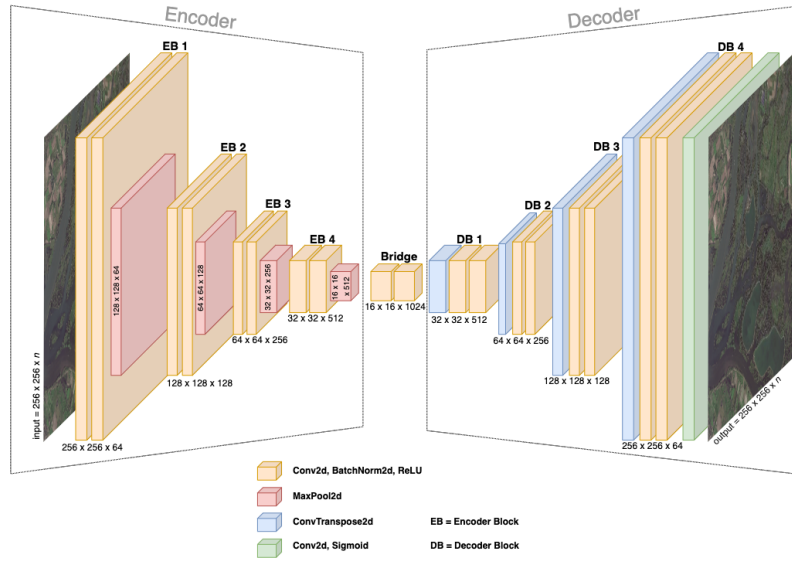 Encoder
Decoder
EB 1
EB 2
EB 3
EB 4
Bridge
DB 1
DB 2
DB 3
DB 4
input = 256 x 256 x n
256 x 256 x 64
128 x 128 x 64
128 x 128 x 128
64 x 64 x 128
64 x 64 x 256
32 x 32 x 256
32 x 32 x 512
16 x 16
x 512
16 x 16 x 1024
32 x 32 x 512
64 x 64 x 256
128 x 128 x 128
256 x 256 x 64
output = 256 x 256 x n
Conv2d, BatchNorm2d, ReLU
MaxPool2d
ConvTranspose2d
EB = Encoder Block
Conv2d, Sigmoid
DB = Decoder Block